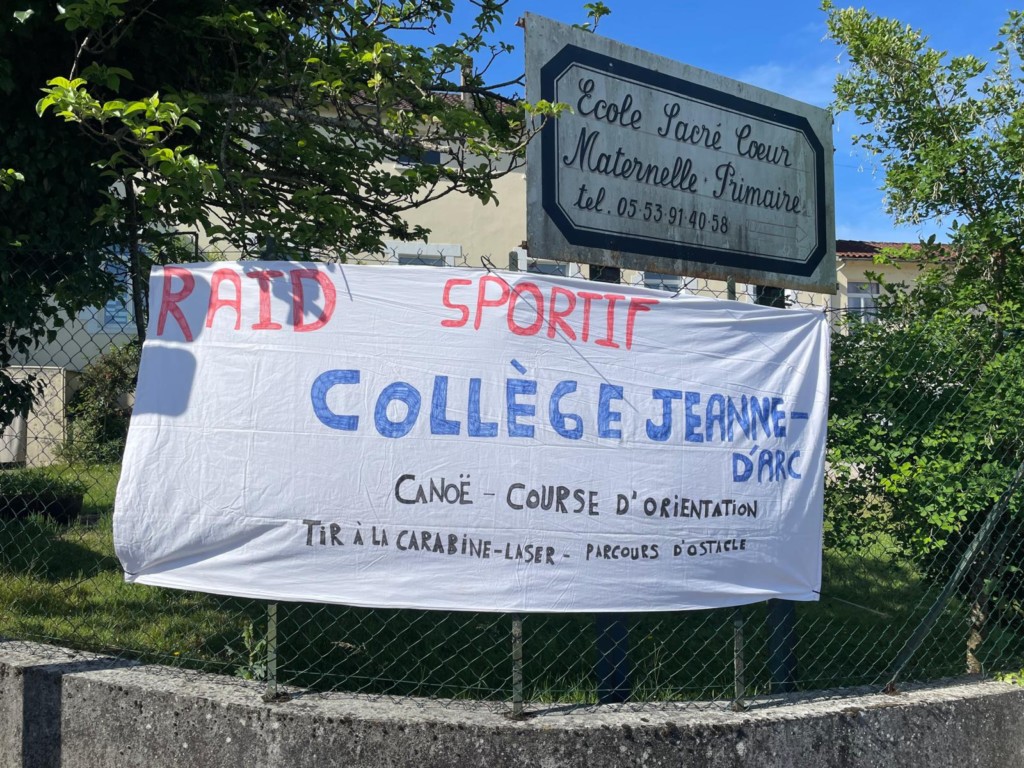 Ecole Sacré Coeur
Maternelle Primaire
tel. 05·53·91·40·58
RAID SPORTIF
COLLÈGE JEANNE-
D'ARC
CANOË - COURSE D'ORIENTATION
TIR À LA CARABINE-LASER - PARCOURS D'OSTACLE